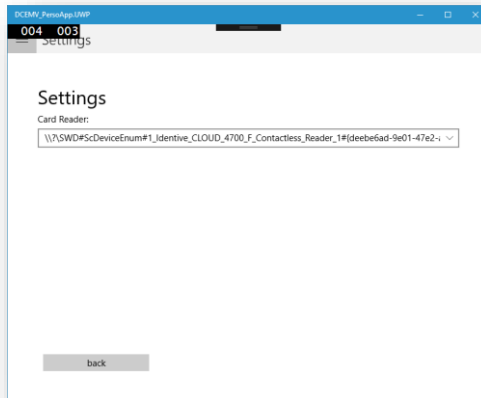 DCEMV_PersoApp.UWP
004 003
Settings
Settings
Card Reader:
\\?\SWD#ScDeviceEnum#1_Identive_CLOUD_4700_F_Contactless_Reader_1#{deebe6ad-9e01-47e2-a
back